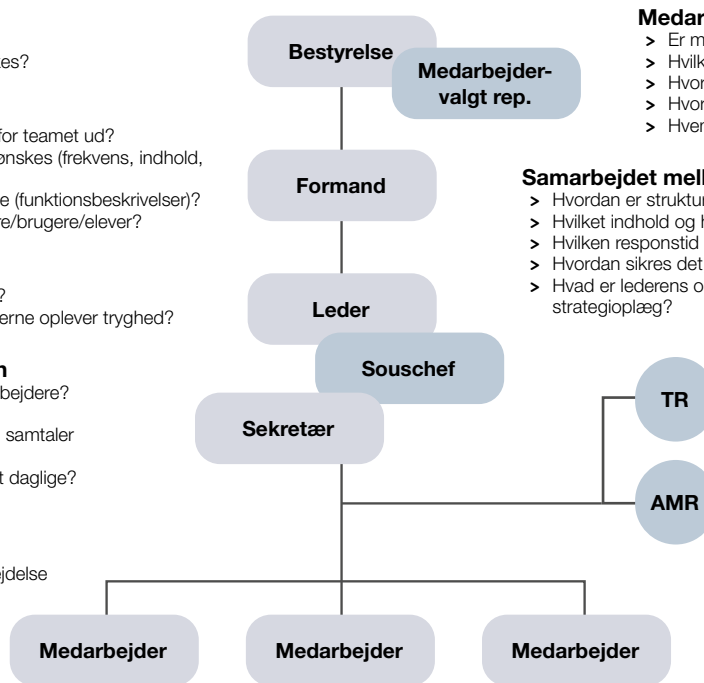 es?
for teamet ud?
ønskes (frekvens, indhold,
e (funktionsbeskrivelser)?
re/brugere/elever?
?
erne oplever tryghed?
n
bejdere?
samtaler
t daglige?
ejdelse
Bestyrelse
Medarbejder-
valgt rep.
Formand
Leder
Souschef
Sekretær
Medar
> Er m
> Hvilk
> Hvor
> Hvor
> Hver
Samarbejdet mell
> Hvordan er struktur
> Hvilket indhold og h
> Hvilken responstid
> Hvordan sikres det
> Hvad er lederens o
strategioplæg?
TR
AMR
Medarbejder
Medarbejder
Medarbejder